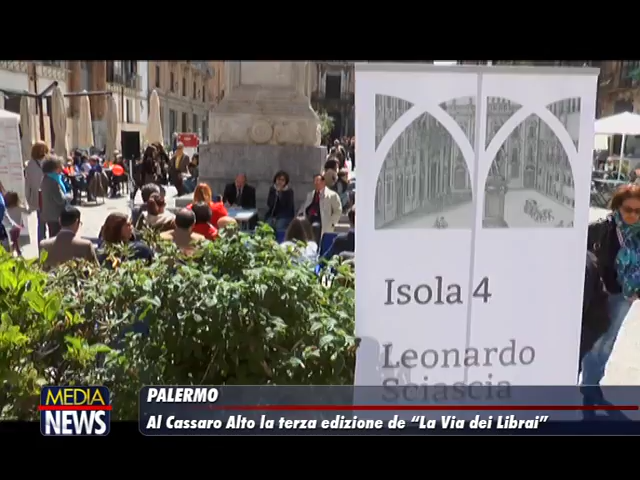 Isola 4
Leonardo
Sciascia
MEDIA
NEWS
PALERMO
Al Cassaro Alto la terza edizione de “La Via dei Librai”